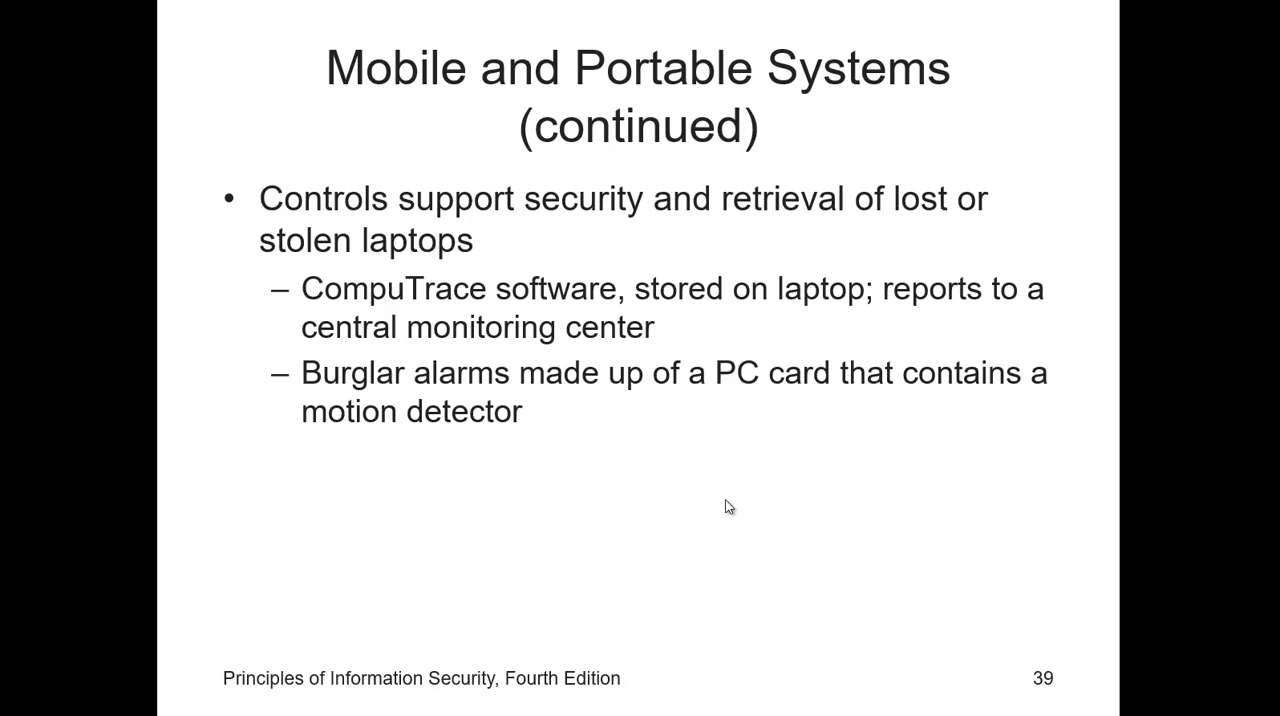 Mobile and Portable Systems
(continued)
• Controls support security and retrieval of lost or
stolen laptops
– CompuTrace software, stored on laptop; reports to a
central monitoring center
– Burglar alarms made up of a PC card that contains a
motion detector
Principles of Information Security, Fourth Edition
39